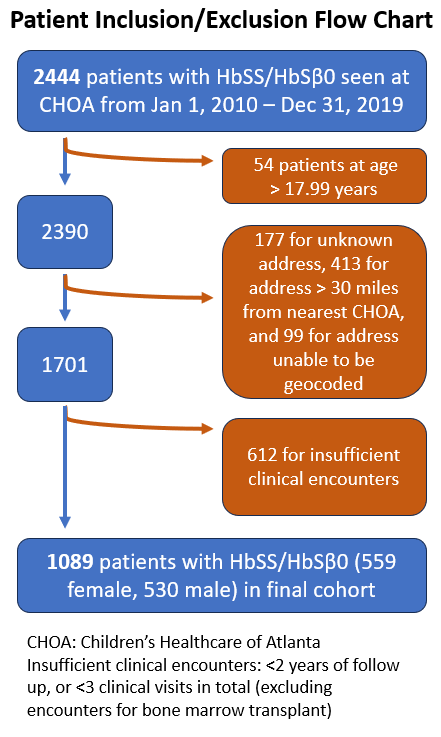 Patient Inclusion/Exclusion Flow Chart
2444 patients with HbSS/HbSβ0 seen at
CHOA from Jan 1, 2010 – Dec 31, 2019
54 patients at age
> 17.99 years
2390
177 for unknown
address, 413 for
address > 30 miles
from nearest CHOA,
and 99 for address
unable to be
geocoded
1701
612 for insufficient
clinical encounters
1089 patients with HbSS/HbSβ0 (559
female, 530 male) in final cohort
CHOA: Children’s Healthcare of Atlanta
Insufficient clinical encounters: <2 years of follow
up, or <3 clinical visits in total (excluding
encounters for bone marrow transplant)